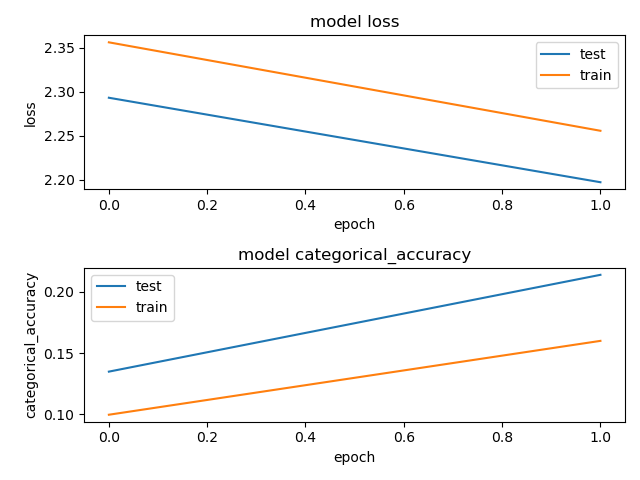 model loss
2.35
2.30
2.25
2.20
loss
test
train
0.0 0.2 0.4 0.6 0.8 1.0
epoch
model categorical_accuracy
0.20
0.15
0.10
categorical_accuracy
test
train
0.0 0.2 0.4 0.6 0.8 1.0
epoch